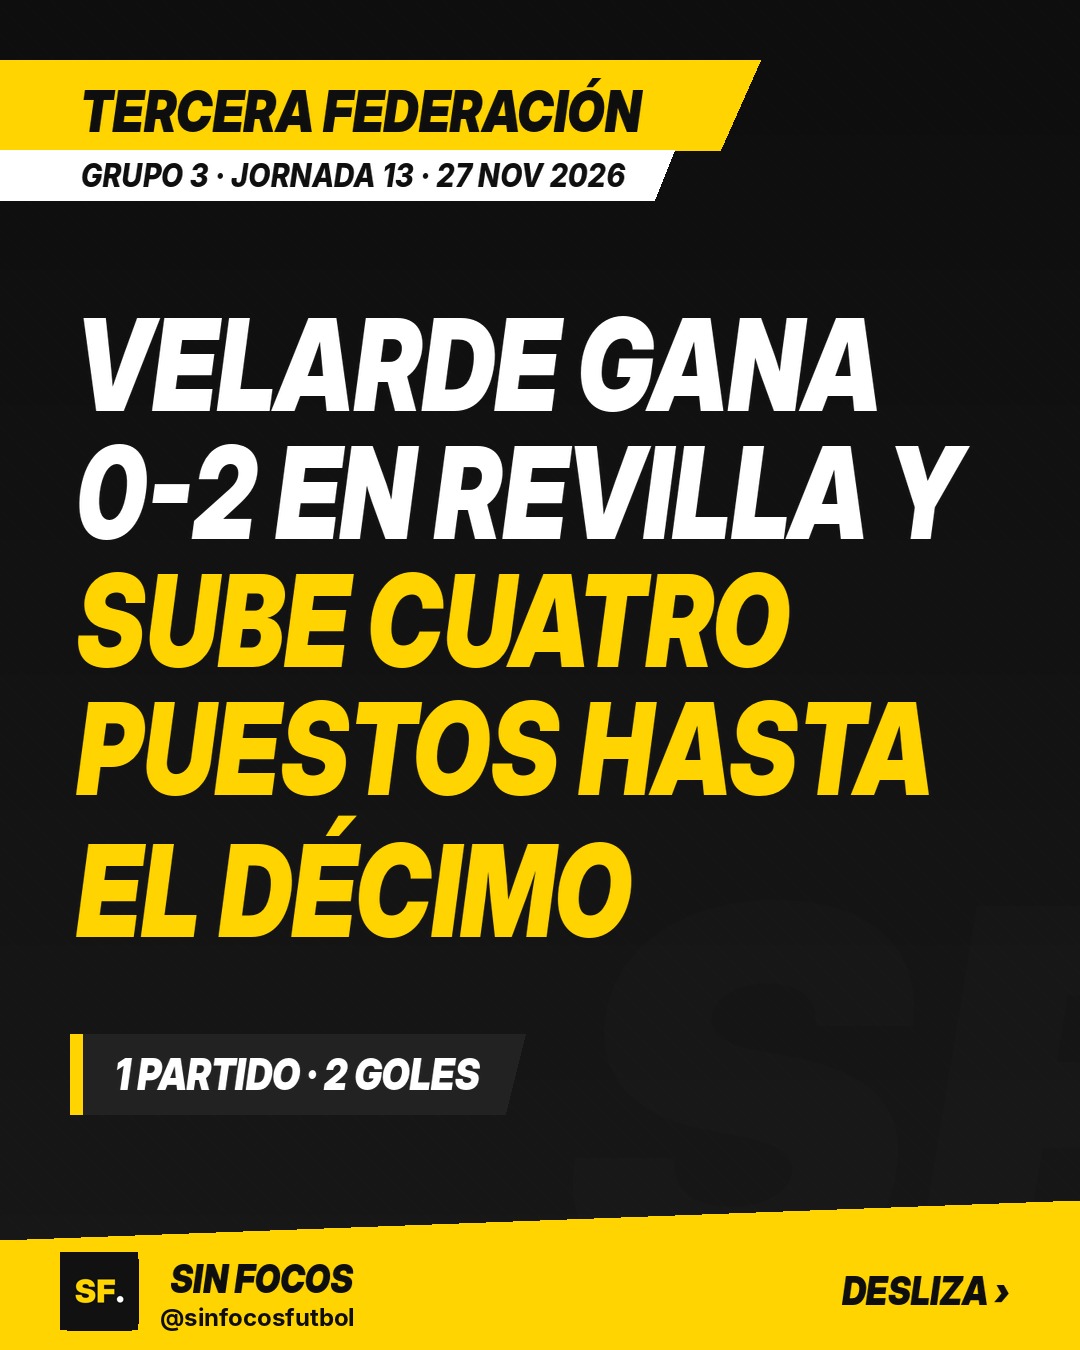 TERCERA FEDERACIÓN
GRUPO 3 · JORNADA 13 · 27 NOV 2026
VELARDE GANA
0-2 EN REVILLA Y
SUBE CUATRO
PUESTOS HASTA
EL DÉCIMO
1 PARTIDO · 2 GOLES
SF.
SIN FOCOS
@sinfocosfutbol
DESLIZA ›